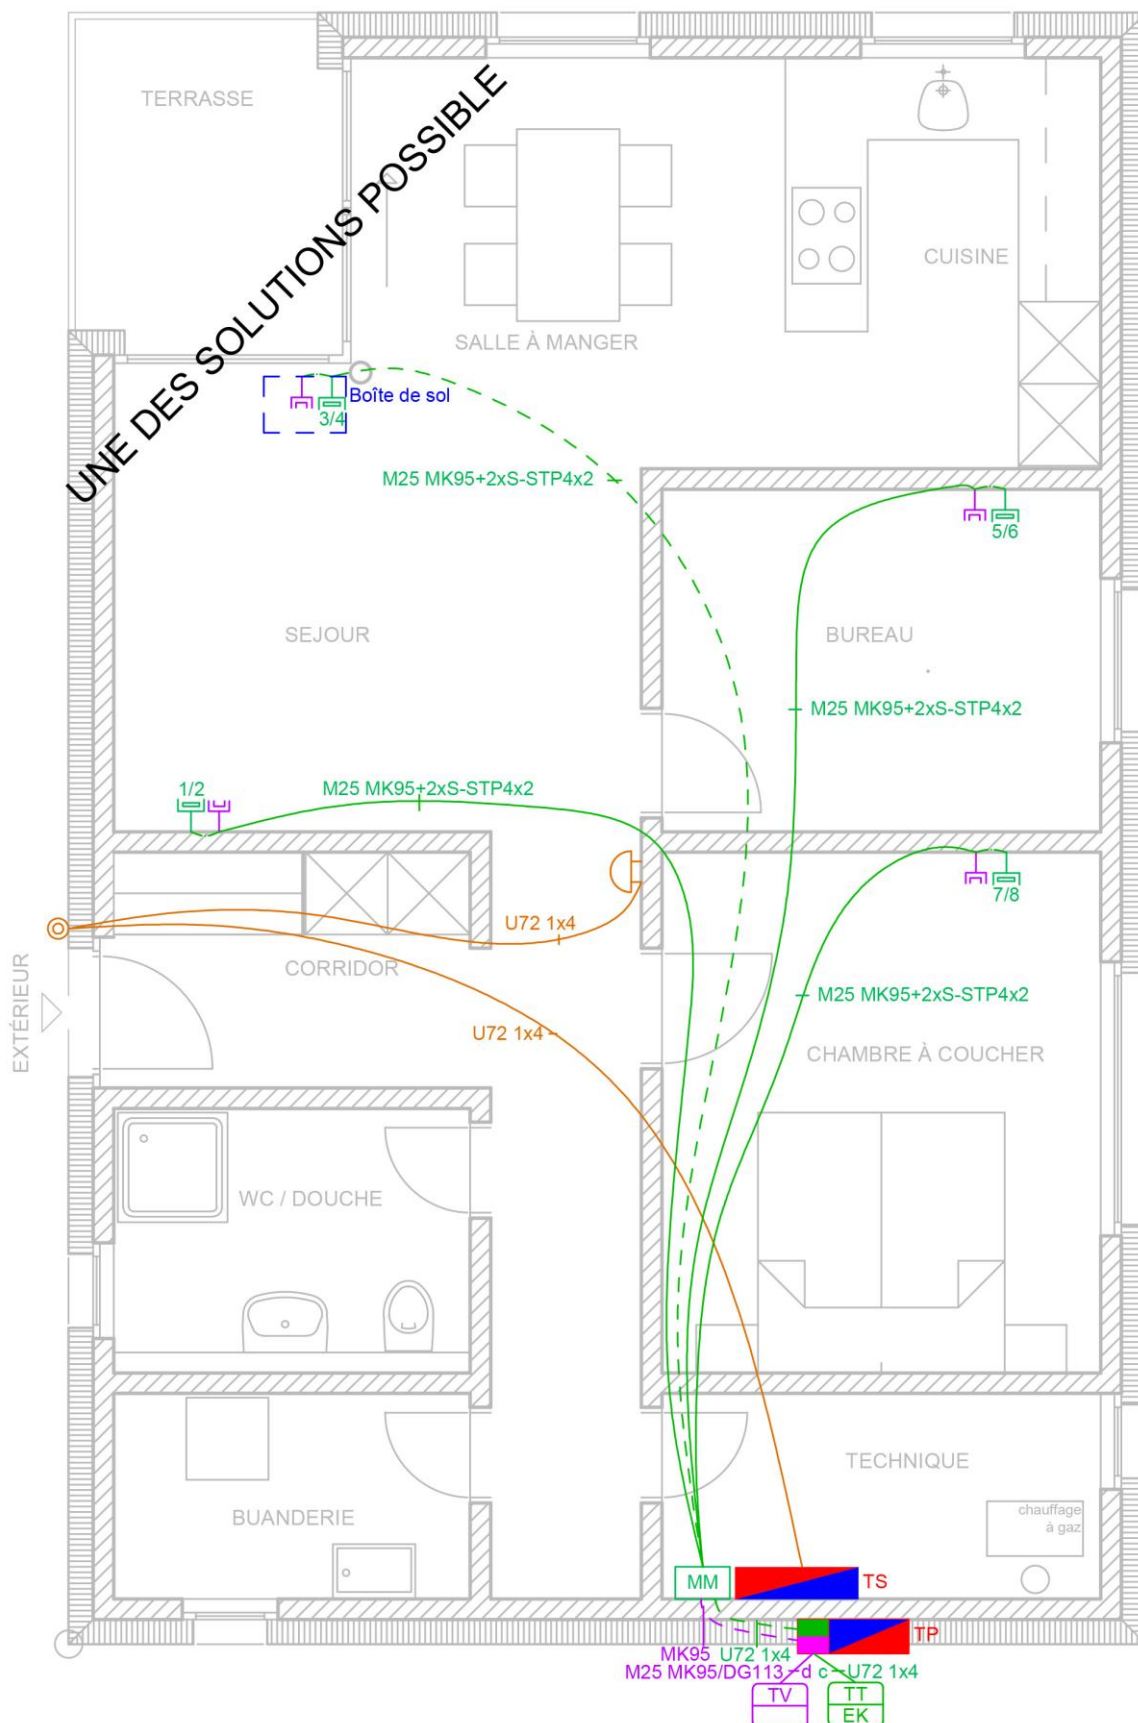 TERRASSE
UNE DES SOLUTIONS POSSIBLE
CUISINE
SALLE À MANGER
Boîte de sol
3/4
M25 MK95+2xS-STP4x2
5/6
SEJOUR
BUREAU
M25 MK95+2xS-STP4x2
1/2
M25 MK95+2xS-STP4x2
7/8
U72 1x4
EXTÉRIEUR
CORRIDOR
M25 MK95+2xS-STP4x2
U72 1x4
CHAMBRE À COUCHER
WC / DOUCHE
TECHNIQUE
chauffage
à gaz
BUANDERIE
MM
TS
TP
MK95
U72 1x4
M25 MK95/DG113 d
c U72 1x4
TV
TT
EK